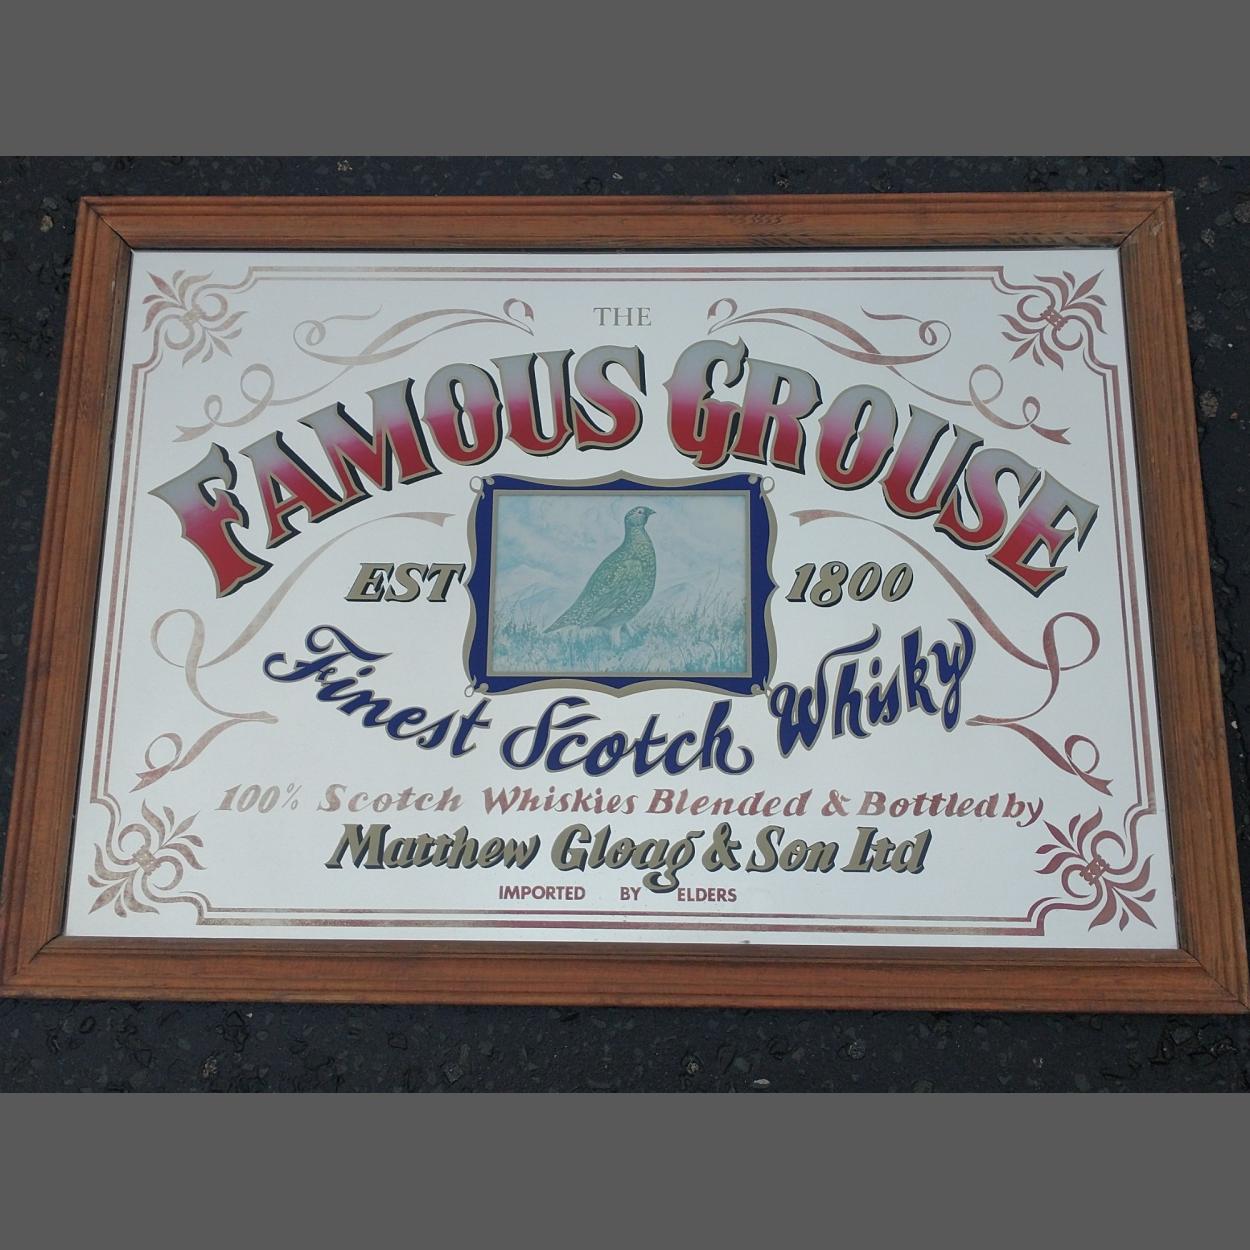 THE
FAMOUS GROUSE
EST 1800
Finest Scotch Whisky
100% Scotch Whiskies Blended & Bottled by
Matthew Gloag & Son Ltd
IMPORTED BY ELDERS